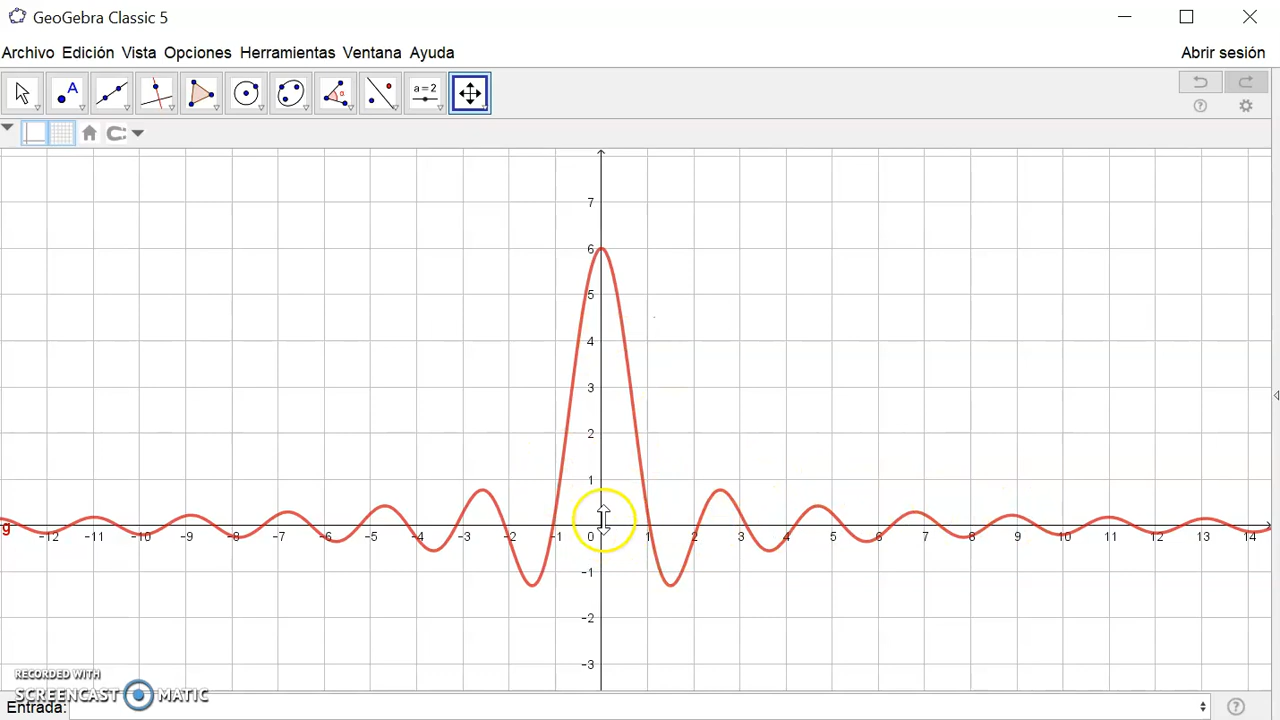 GeoGebra Classic 5
Archivo Edición Vista Opciones Herramientas Ventana Ayuda Abrir sesión
A α a = 2
7
6
5
4
3
2
1
g
-12 -11 -10 -9 -8 -7 -6 -5 -4 -3 -2 -1 0 1 2 3 4 5 6 7 8 9 10 11 12 13 14
-1
-2
-3
RECORDED WITH
SCREENCAST MATIC
Entrada: